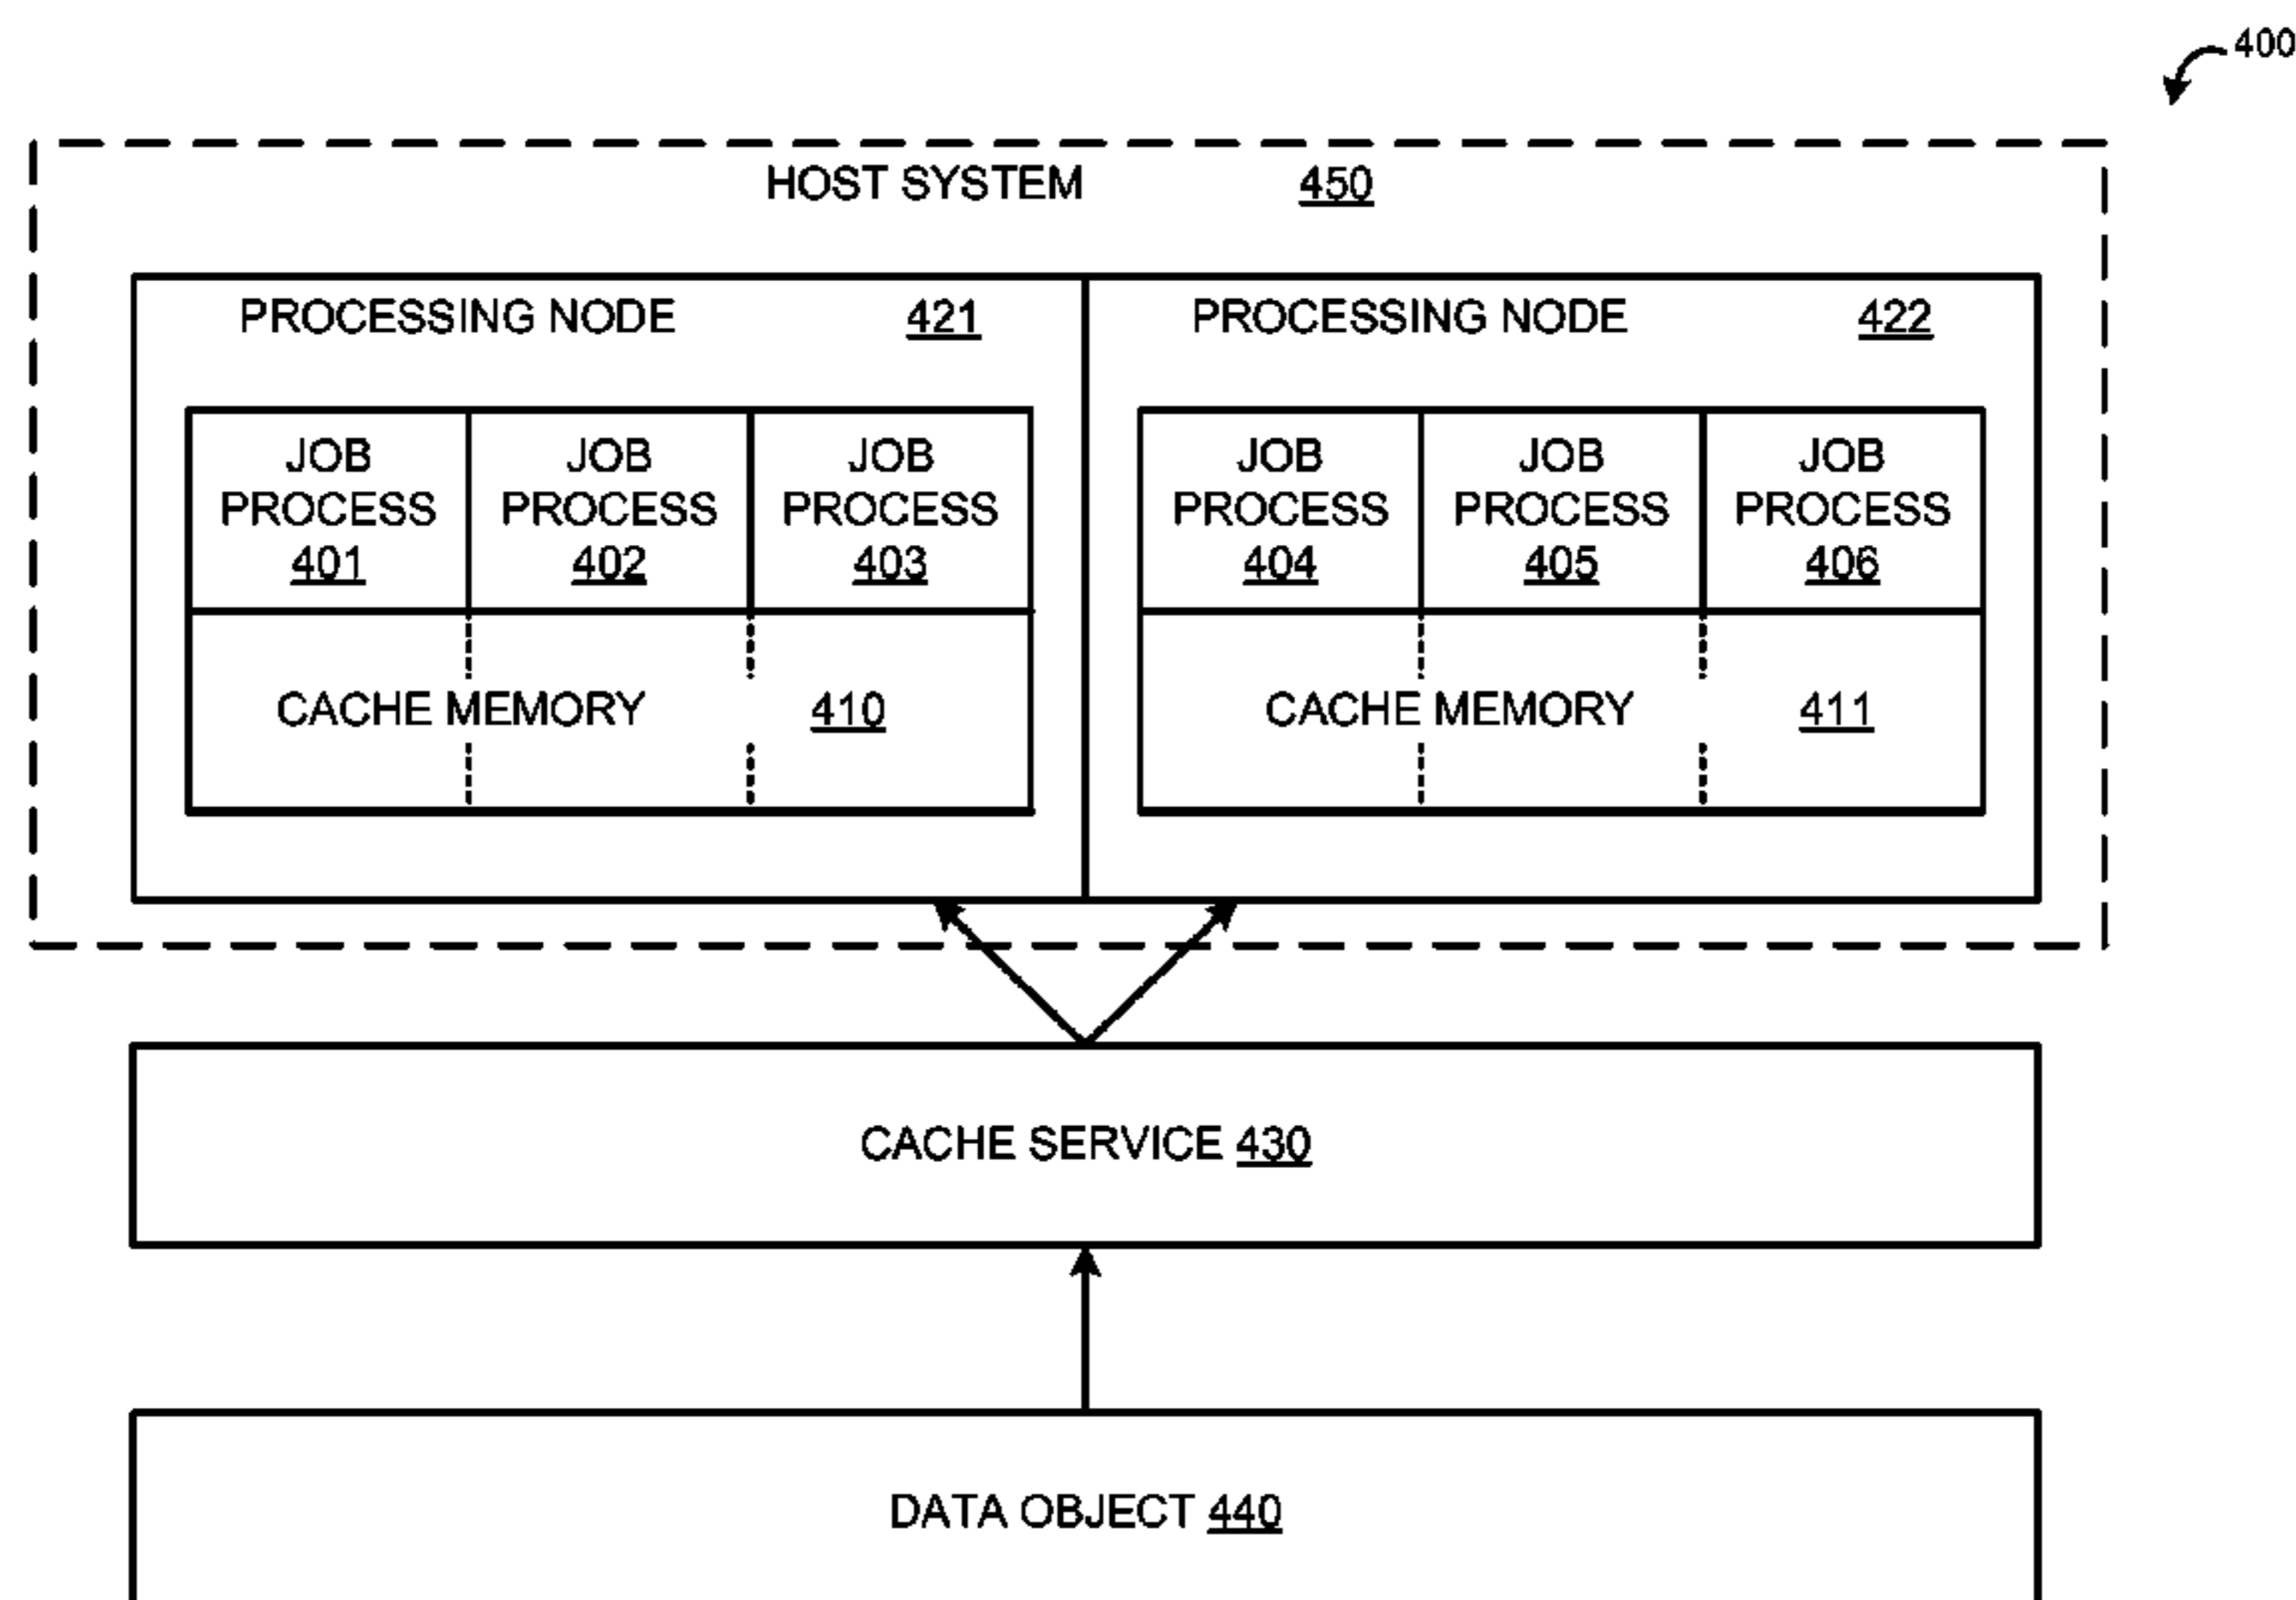 400
HOST SYSTEM 450
PROCESSING NODE 421
PROCESSING NODE 422
JOB PROCESS 401
JOB PROCESS 402
JOB PROCESS 403
JOB PROCESS 404
JOB PROCESS 405
JOB PROCESS 406
CACHE MEMORY 410
CACHE MEMORY 411
CACHE SERVICE 430
DATA OBJECT 440